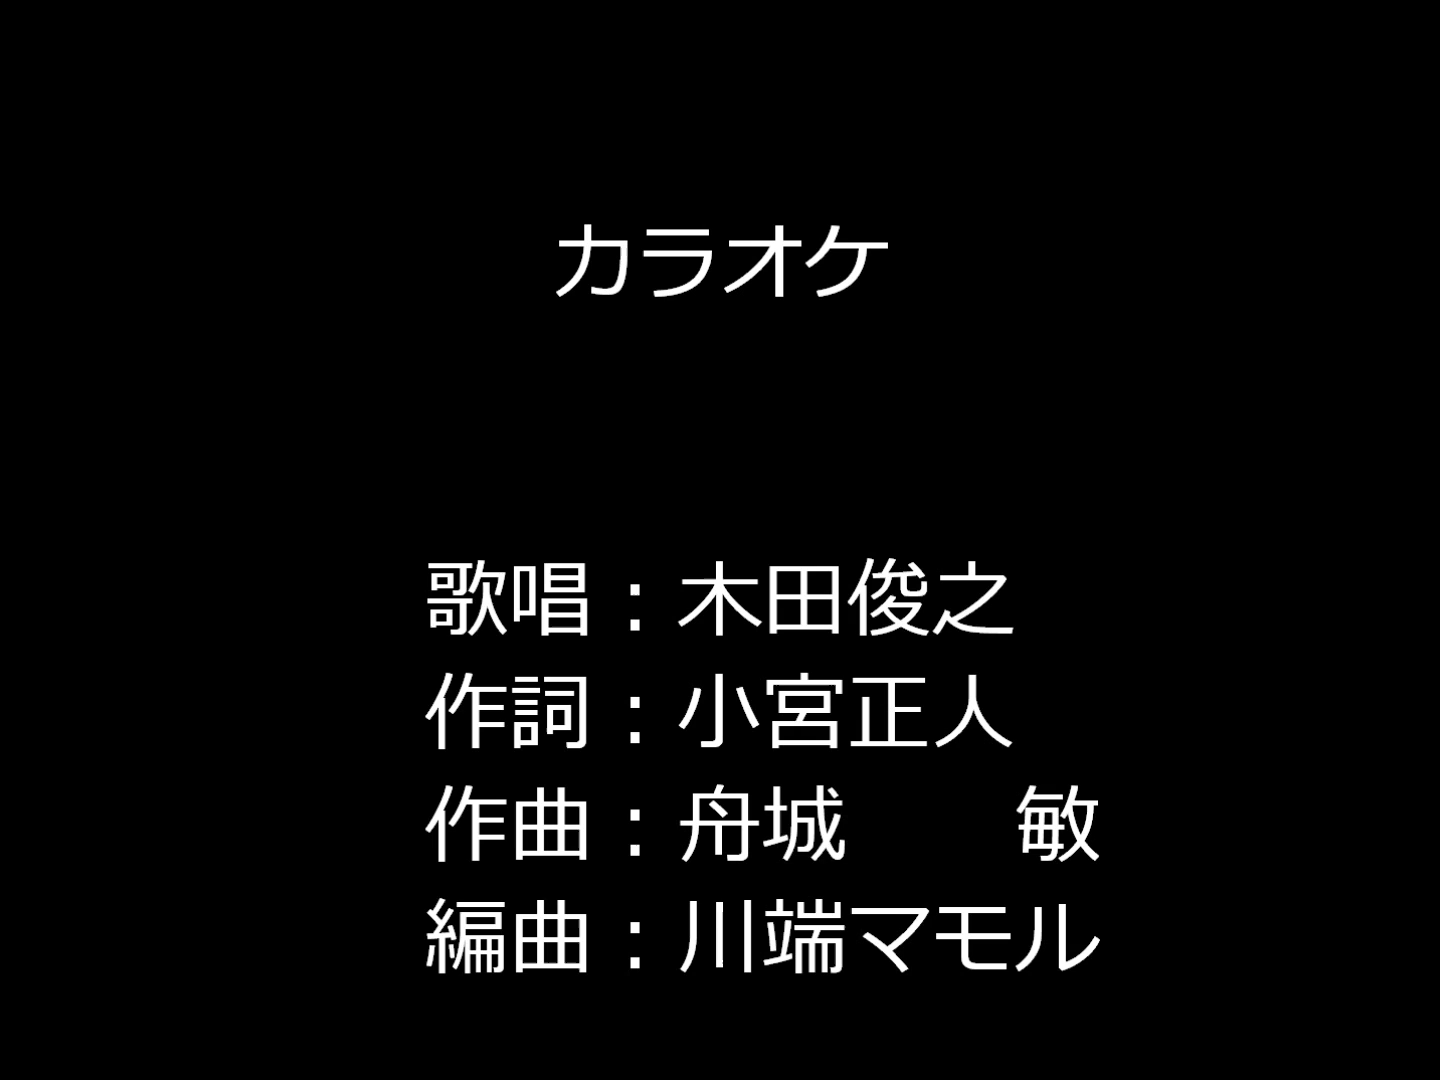 カラオケ
歌唱：木田俊之
作詞：小宮正人
作曲：舟城　　敏
編曲：川端マモル